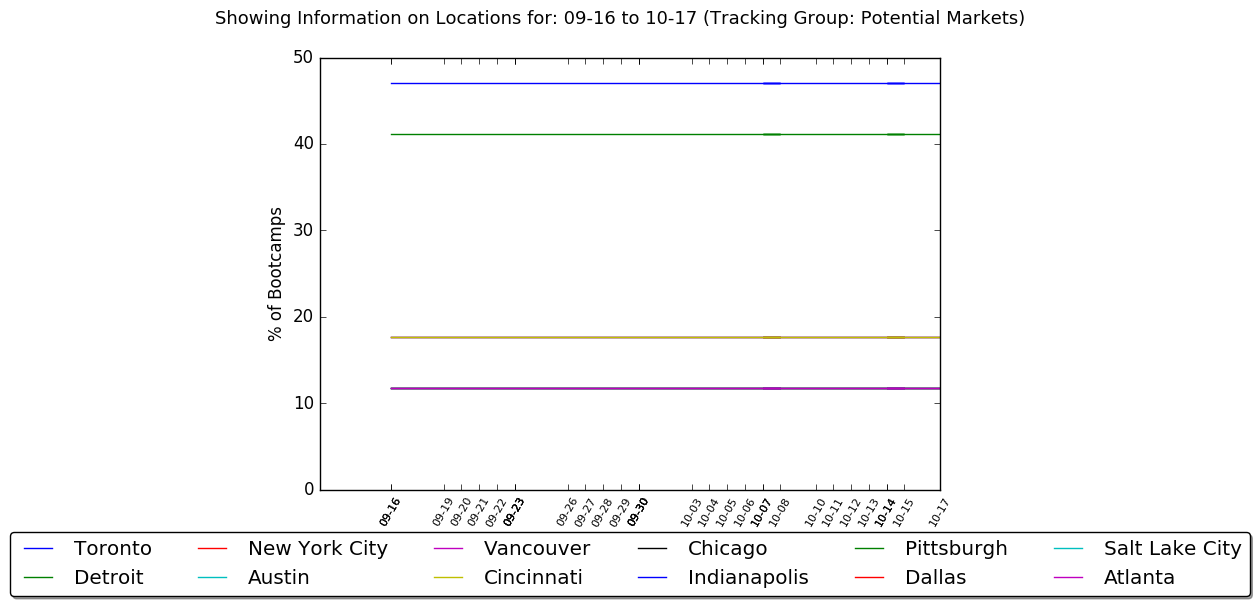 Showing Information on Locations for: 09-16 to 10-17 (Tracking Group: Potential Markets)
50
40
30
20
10
0
% of Bootcamps
09-16 09-19 09-20 09-21 09-22 09-23 09-26 09-27 09-28 09-29 09-30 10-03 10-04 10-05 10-06 10-07 10-08 10-10 10-11 10-12 10-13 10-14 10-15 10-17
Toronto New York City Vancouver Chicago Pittsburgh Salt Lake City
Detroit Austin Cincinnati Indianapolis Dallas Atlanta